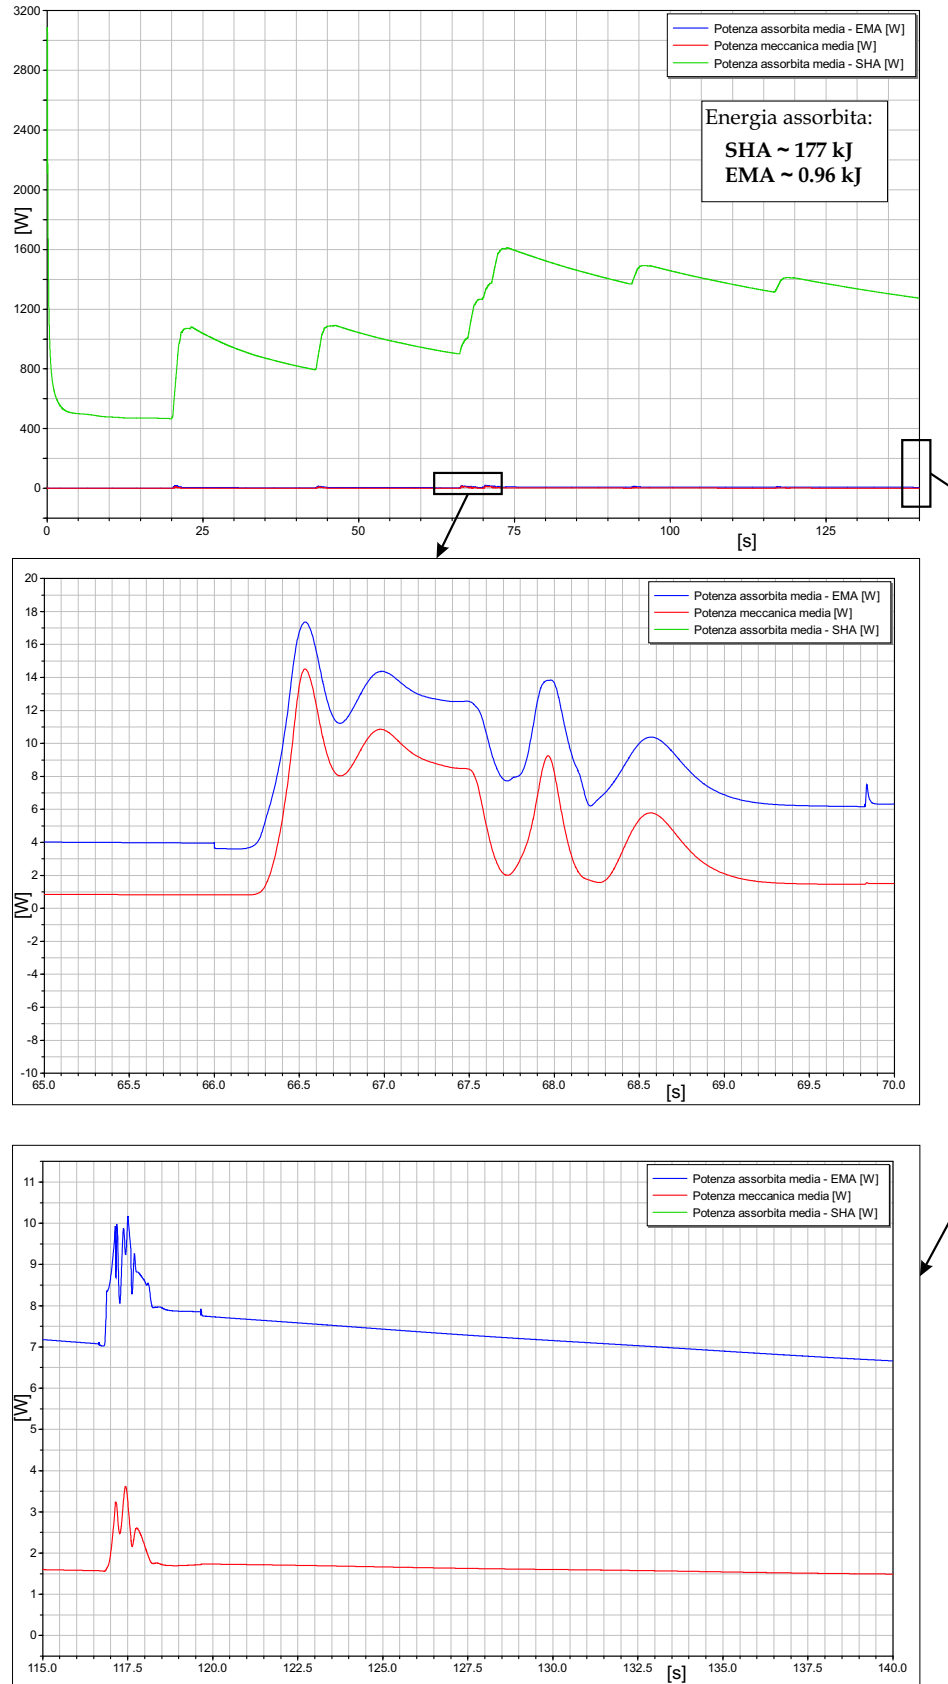 3200
2800
2400
2000
1600
1200
800
400
0
[W]
Potenza assorbita media - EMA [W]
Potenza meccanica media [W]
Potenza assorbita media - SHA [W]
Energia assorbita:
SHA ~ 177 kJ
EMA ~ 0.96 kJ
0 25 50 75 100 125
[s]
20
18
16
14
12
10
8
6
4
2
0
-2
-4
-6
-8
-10
[W]
Potenza assorbita media - EMA [W]
Potenza meccanica media [W]
Potenza assorbita media - SHA [W]
65.0 65.5 66.0 66.5 67.0 67.5 68.0 68.5 69.0 69.5 70.0
[s]
11
10
9
8
7
6
5
4
3
2
1
0
[W]
Potenza assorbita media - EMA [W]
Potenza meccanica media [W]
Potenza assorbita media - SHA [W]
115.0 117.5 120.0 122.5 125.0 127.5 130.0 132.5 135.0 137.5 140.0
[s]